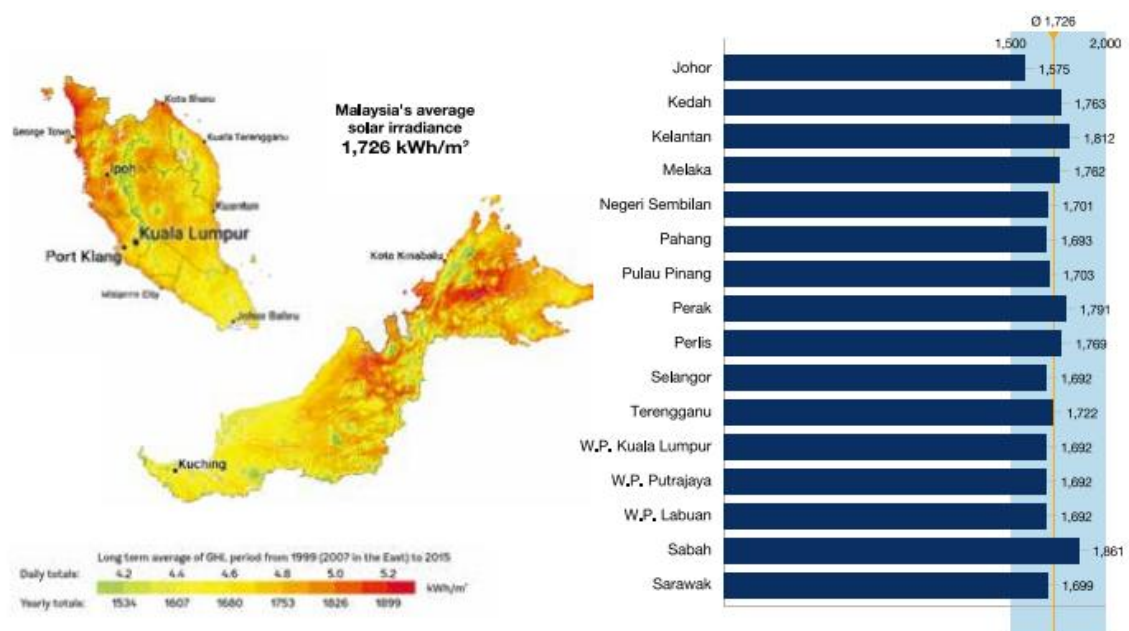 Malaysia's average
solar irradiance
1,726 kWh/m²
Kota Bharu
George Town
Kuala Terengganu
Ipoh
Kuantan
Kuala Lumpur
Port Klang
Johor Bahru
Kota Kinabalu
Kuching
Long term average of GHI, period from 1999 (2007 in the East) to 2015
Daily totals: 4.2 4.4 4.6 4.8 5.0 5.2 kWh/m²
Yearly totals: 1534 1607 1680 1753 1826 1899
Ø 1,726
1,500 2,000
Johor 1,575
Kedah 1,763
Kelantan 1,812
Melaka 1,762
Negeri Sembilan 1,701
Pahang 1,693
Pulau Pinang 1,703
Perak 1,791
Perlis 1,769
Selangor 1,692
Terengganu 1,722
W.P. Kuala Lumpur 1,692
W.P. Putrajaya 1,692
W.P. Labuan 1,692
Sabah 1,861
Sarawak 1,699